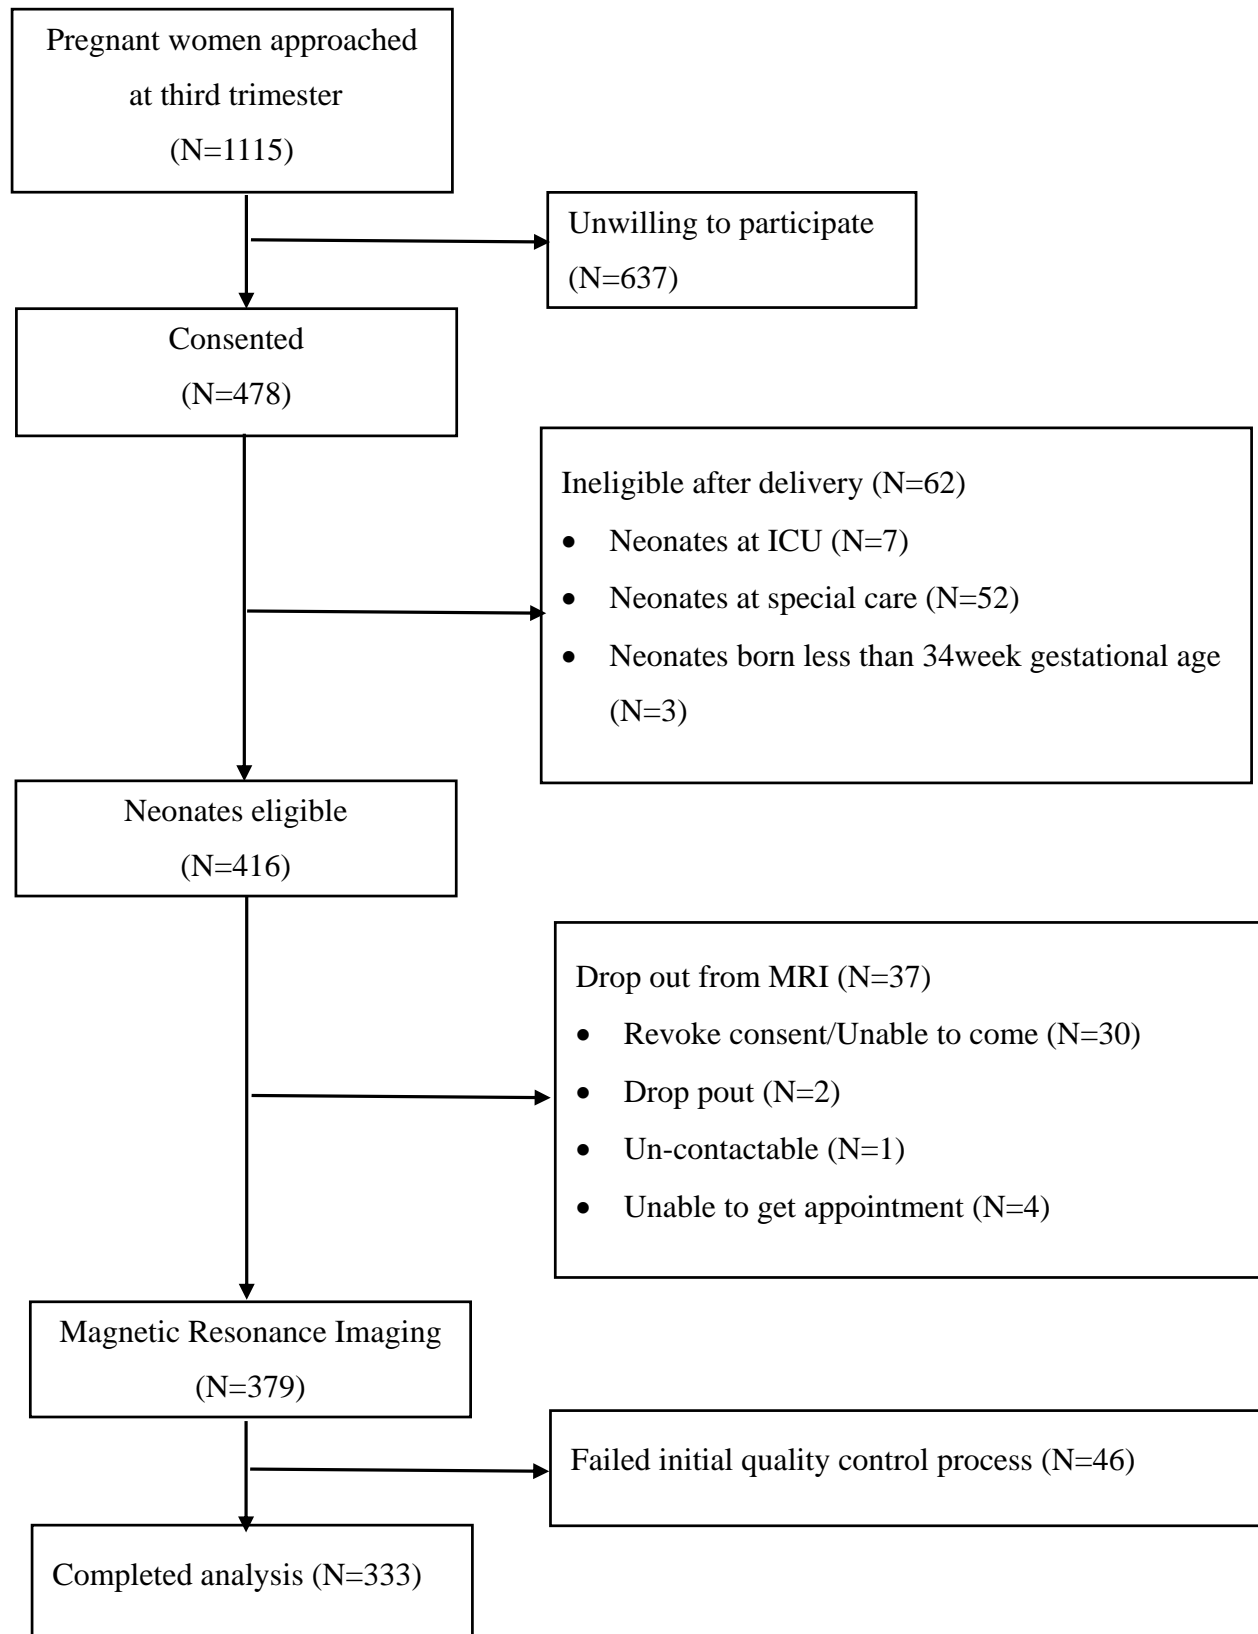 Pregnant women approached
at third trimester
(N=1115)
Unwilling to participate
(N=637)
Consented
(N=478)
Ineligible after delivery (N=62)
• Neonates at ICU (N=7)
• Neonates at special care (N=52)
• Neonates born less than 34week gestational age
(N=3)
Neonates eligible
(N=416)
Drop out from MRI (N=37)
• Revoke consent/Unable to come (N=30)
• Drop pout (N=2)
• Un-contactable (N=1)
• Unable to get appointment (N=4)
Magnetic Resonance Imaging
(N=379)
Failed initial quality control process (N=46)
Completed analysis (N=333)